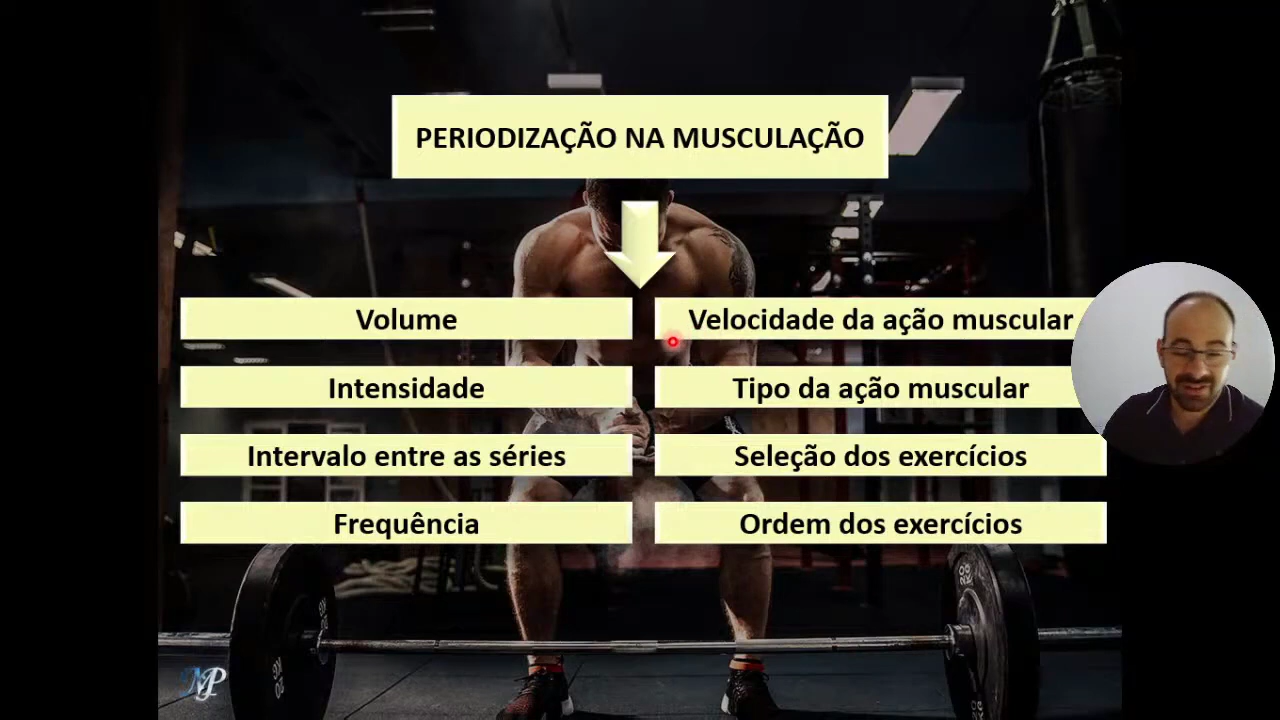 PERIODIZAÇÃO NA MUSCULAÇÃO
Volume
Velocidade da ação muscular
Intensidade
Tipo da ação muscular
Intervalo entre as séries
Seleção dos exercícios
Frequência
Ordem dos exercícios
MP